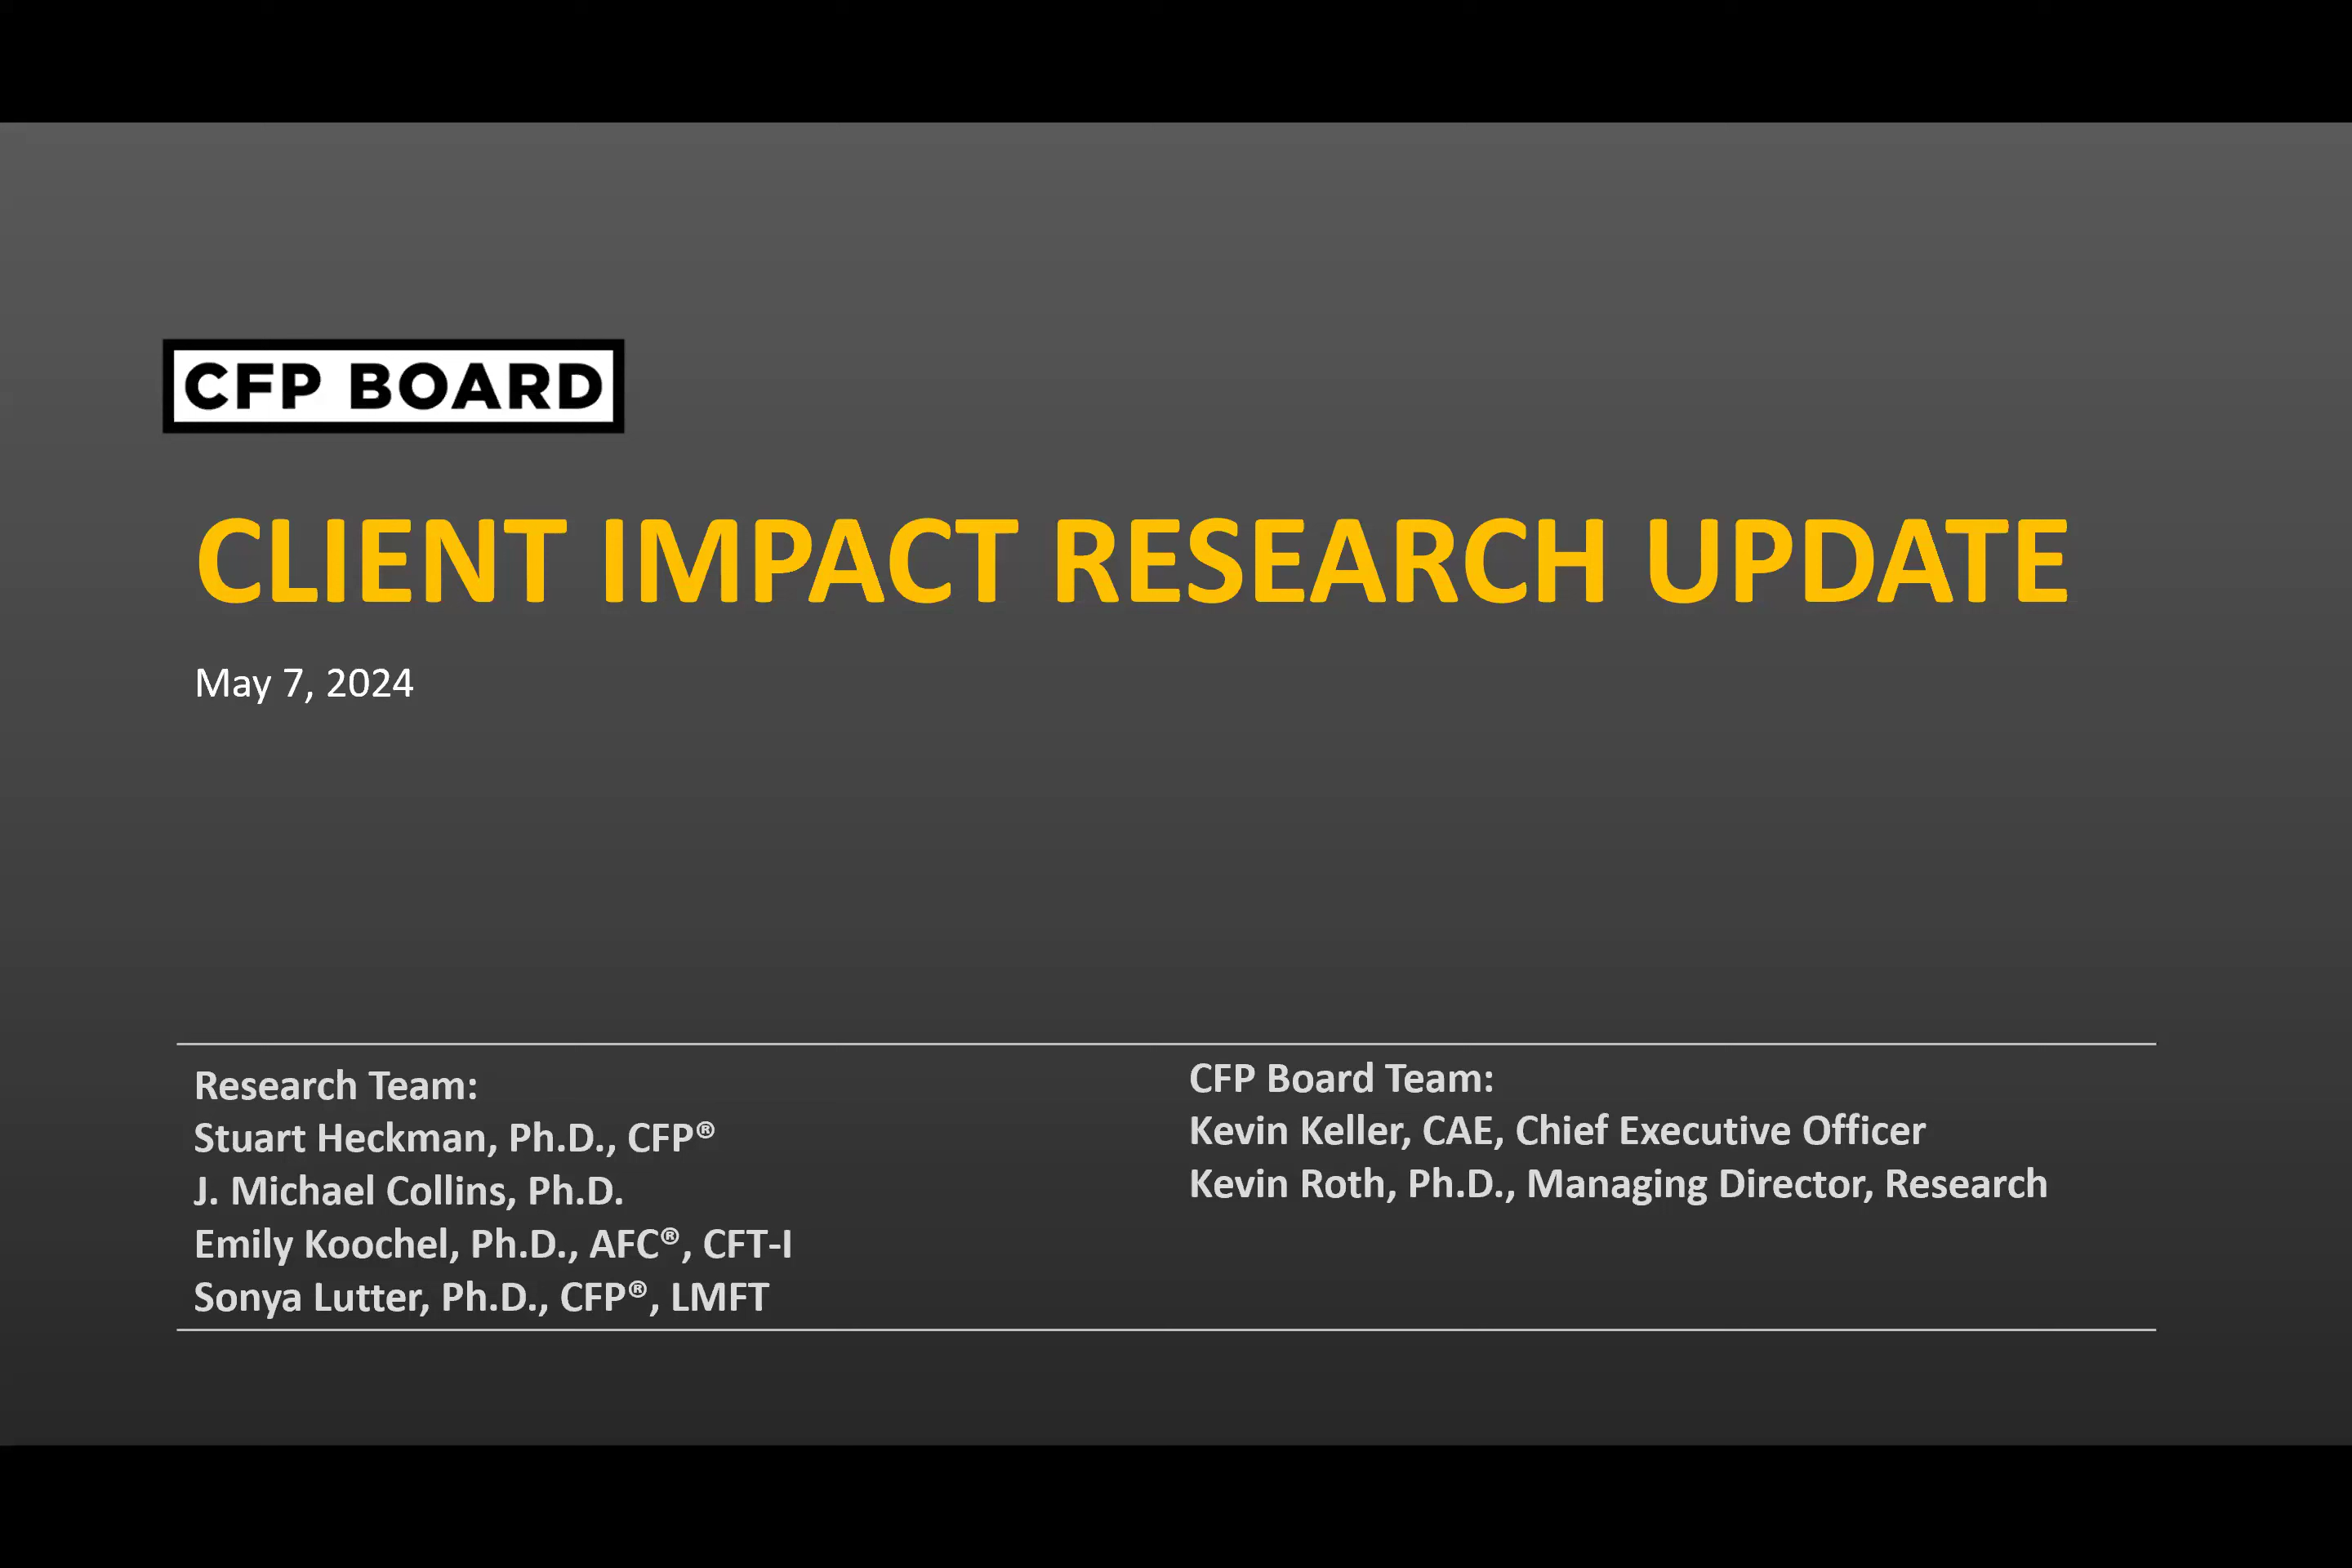 CFP BOARD
CLIENT IMPACT RESEARCH UPDATE
May 7, 2024
Research Team:
Stuart Heckman, Ph.D., CFP®
J. Michael Collins, Ph.D.
Emily Koochel, Ph.D., AFC®, CFT-I
Sonya Lutter, Ph.D., CFP®, LMFT
CFP Board Team:
Kevin Keller, CAE, Chief Executive Officer
Kevin Roth, Ph.D., Managing Director, Research